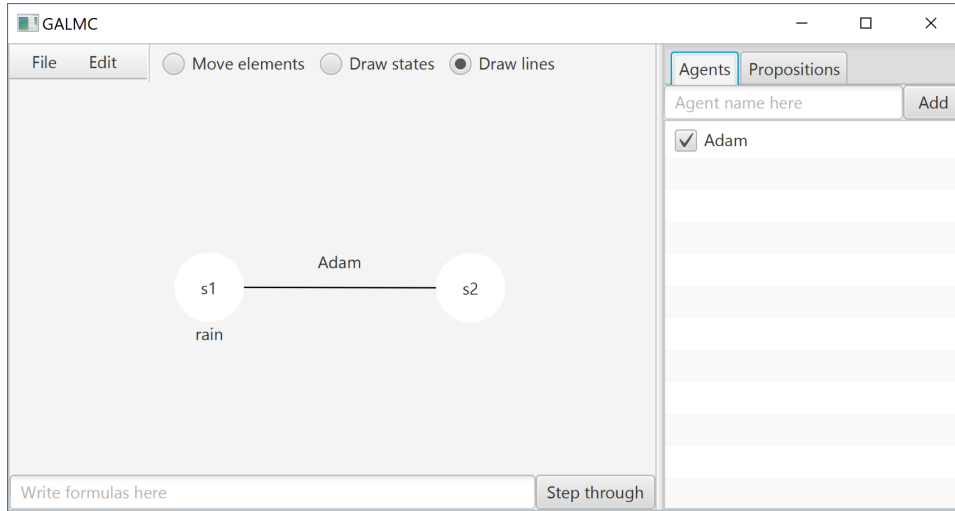 GALMC
File Edit Move elements Draw states Draw lines
Agents Propositions
Agent name here Add
Adam
Adam
s1 s2
rain
Write formulas here Step through